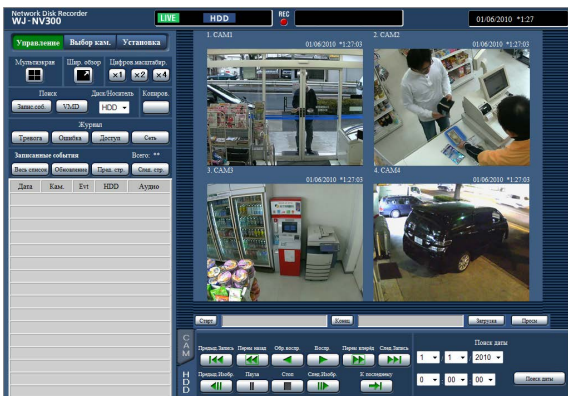 Network Disk Recorder
WJ-NV300
LIVE HDD REC 01/06/2010 *1:27
Управление Выбор кам. Установка
Мультиэкран Шир. обзор Цифров.масштабир.
×1 ×2 ×4
Поиск Диск/Носитель Копиров.
Запис.соб. VMD HDD
Журнал
Тревога Ошибка Доступ Сеть
Записанные события Всего: **
Весь список Обновление Пред. стр. След. стр.
Дата Кам. Evt HDD Аудио
1. CAM1
01/06/2010 *1:27:03
2. CAM2
01/06/2010 *1:27:03
3. CAM3
01/06/2010 *1:27:03
4. CAM4
01/06/2010 *1:27:03
Старт Конец Загрузка Просм
CAM
Предыд.Запись Перем назад Обр.воспр. Воспр. Перем вперёд След.Запись
HDD
Предыд.Изобр. Пауза Стоп След.Изобр. К последнему
Поиск даты
1 . 1 . 2010
0 : 00 : 00 Поиск даты